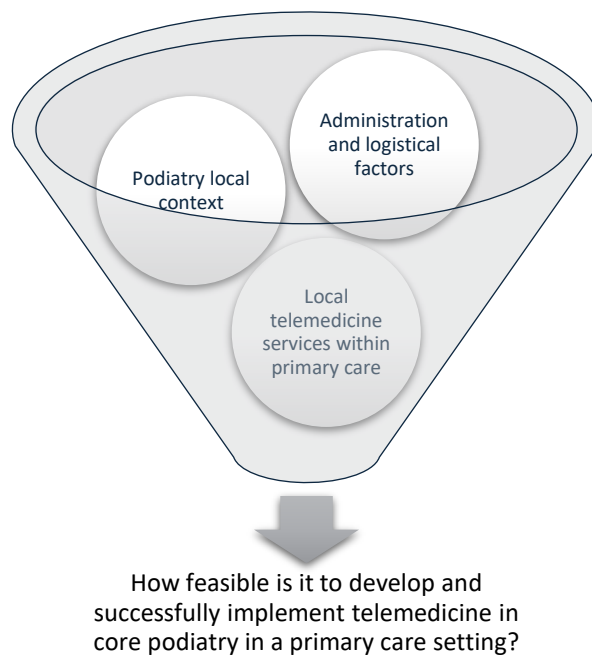 Administration
and logistical
factors
Podiatry local
context
Local
telemedicine
services within
primary care
How feasible is it to develop and
successfully implement telemedicine in
core podiatry in a primary care setting?